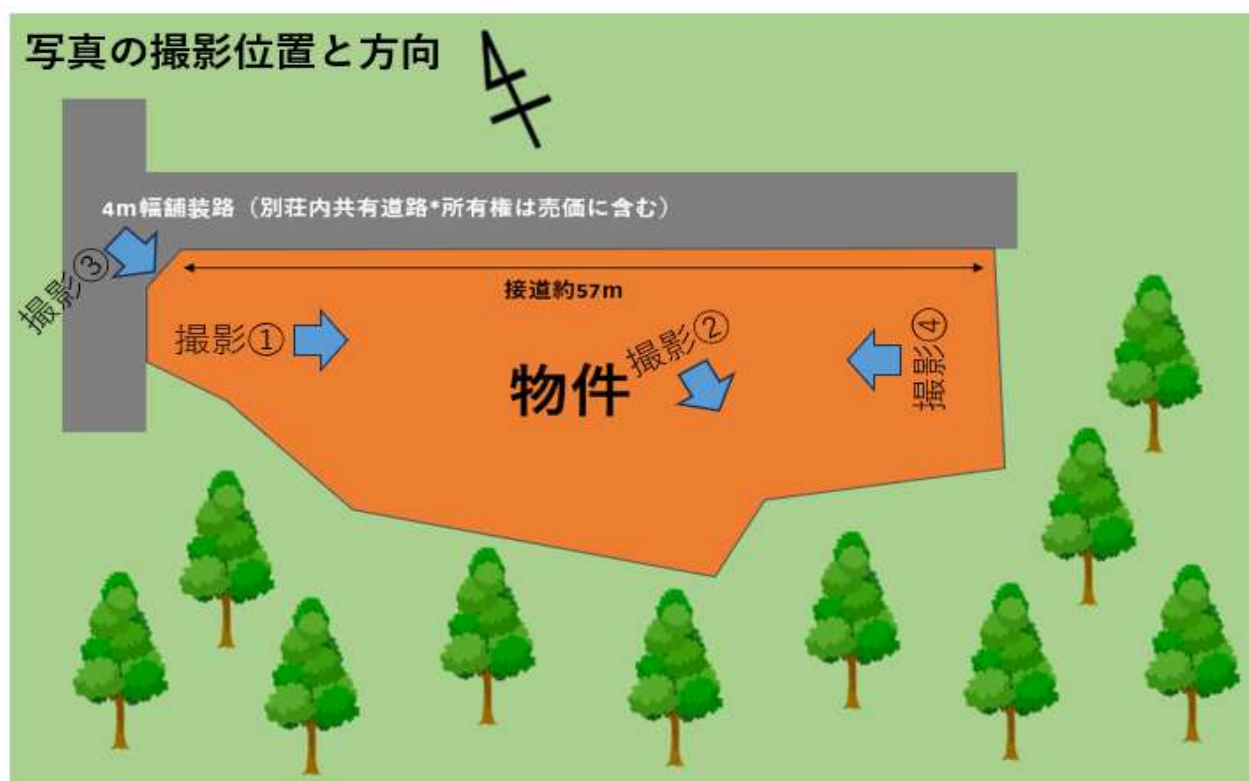 写真の撮影位置と方向
4m幅舗装路（別荘内共有道路*所有権は売価に含む）
撮影③
接道約57m
撮影①
撮影②
撮影④
物件